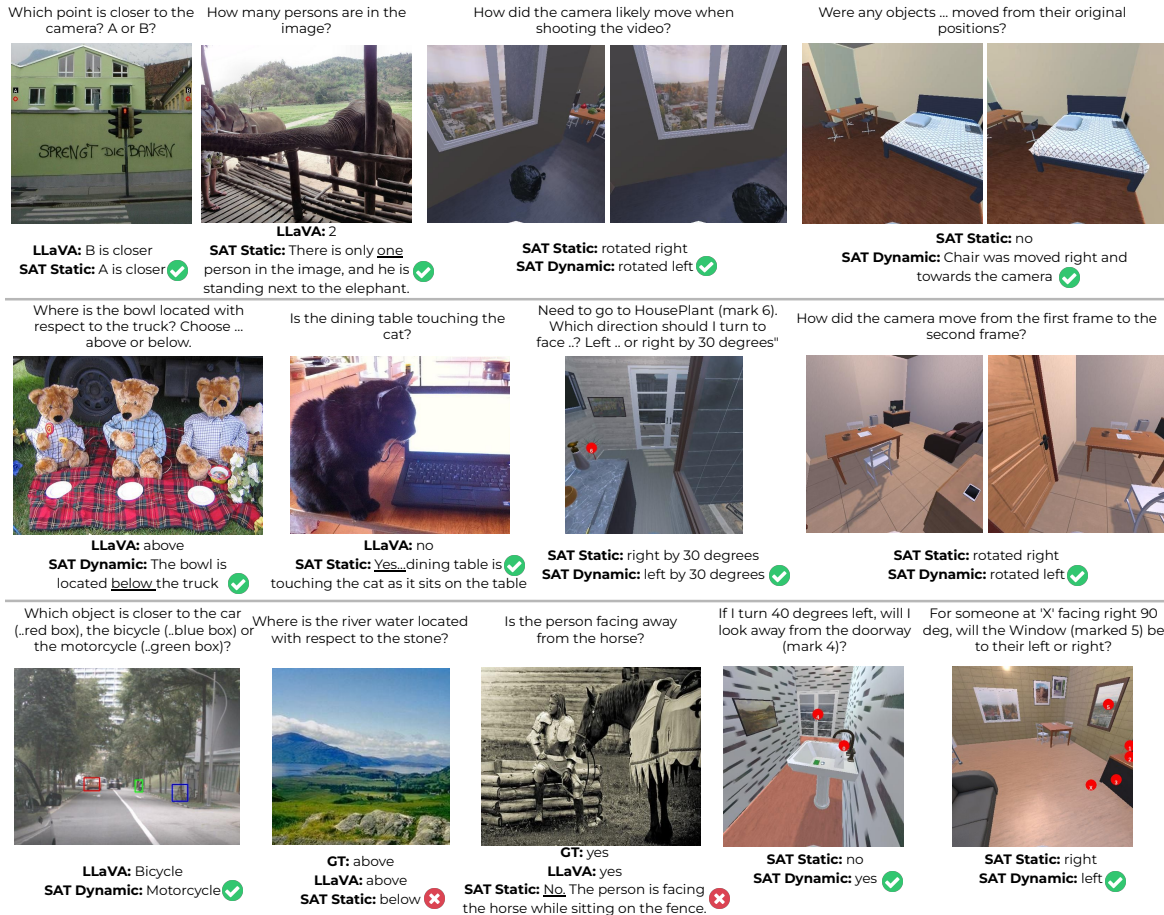 Which point is closer to the
camera? A or B?
How many persons are in the
image?
How did the camera likely move when
shooting the video?
Were any objects ... moved from their original
positions?
A
B
SPRENGT DIE BANKEN
LLaVA: B is closer
SAT Static: A is closer
LLaVA: 2
SAT Static: There is only one
person in the image, and he is
standing next to the elephant.
SAT Static: rotated right
SAT Dynamic: rotated left
SAT Static: no
SAT Dynamic: Chair was moved right and
towards the camera
Where is the bowl located with
respect to the truck? Choose ...
above or below.
Is the dining table touching the
cat?
Need to go to HousePlant (mark 6).
Which direction should I turn to
face ..? Left .. or right by 30 degrees"
How did the camera move from the first frame to the
second frame?
LLaVA: above
SAT Dynamic: The bowl is
located below the truck
LLaVA: no
SAT Static: Yes...dining table is
touching the cat as it sits on the table
SAT Static: right by 30 degrees
SAT Dynamic: left by 30 degrees
SAT Static: rotated right
SAT Dynamic: rotated left
Which object is closer to the car
(..red box), the bicycle (..blue box) or
the motorcycle (..green box)?
Where is the river water located
with respect to the stone?
Is the person facing away
from the horse?
If I turn 40 degrees left, will I
look away from the doorway
(mark 4)?
For someone at 'X' facing right 90
deg, will the Window (marked 5) be
to their left or right?
5
LLaVA: Bicycle
SAT Dynamic: Motorcycle
GT: above
LLaVA: above
SAT Static: below
GT: yes
LLaVA: yes
SAT Static: No. The person is facing
the horse while sitting on the fence.
SAT Static: no
SAT Dynamic: yes
SAT Static: right
SAT Dynamic: left